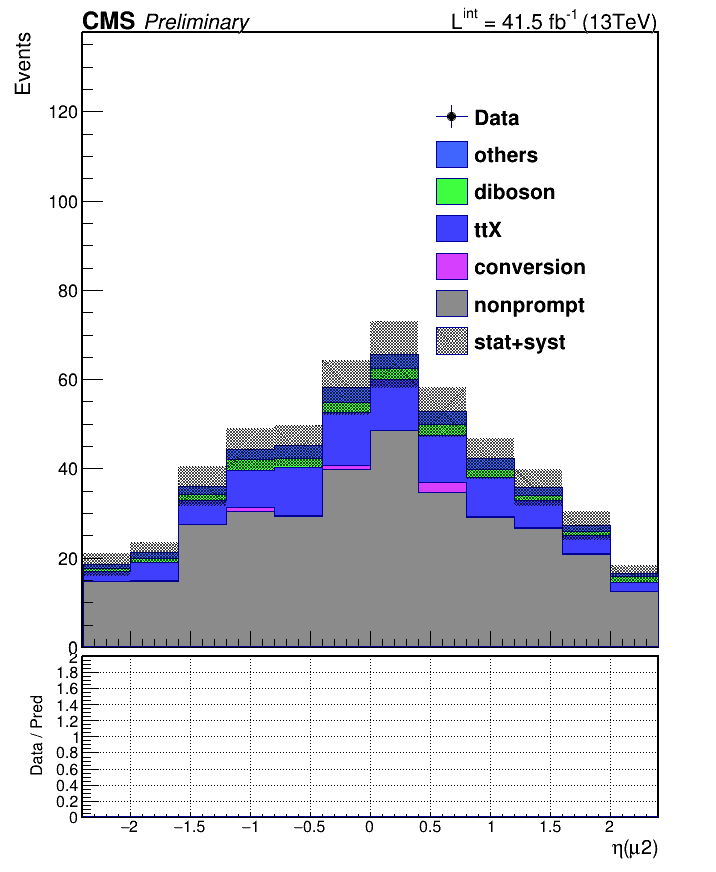 CMS Preliminary L^int = 41.5 fb^-1 (13TeV)
Events
120
100
80
60
40
20
0
Data
others
diboson
ttX
conversion
nonprompt
stat+syst
Data / Pred
2
1.8
1.6
1.4
1.2
1
0.8
0.6
0.4
0.2
0
−2 −1.5 −1 −0.5 0 0.5 1 1.5 2
η(μ2)